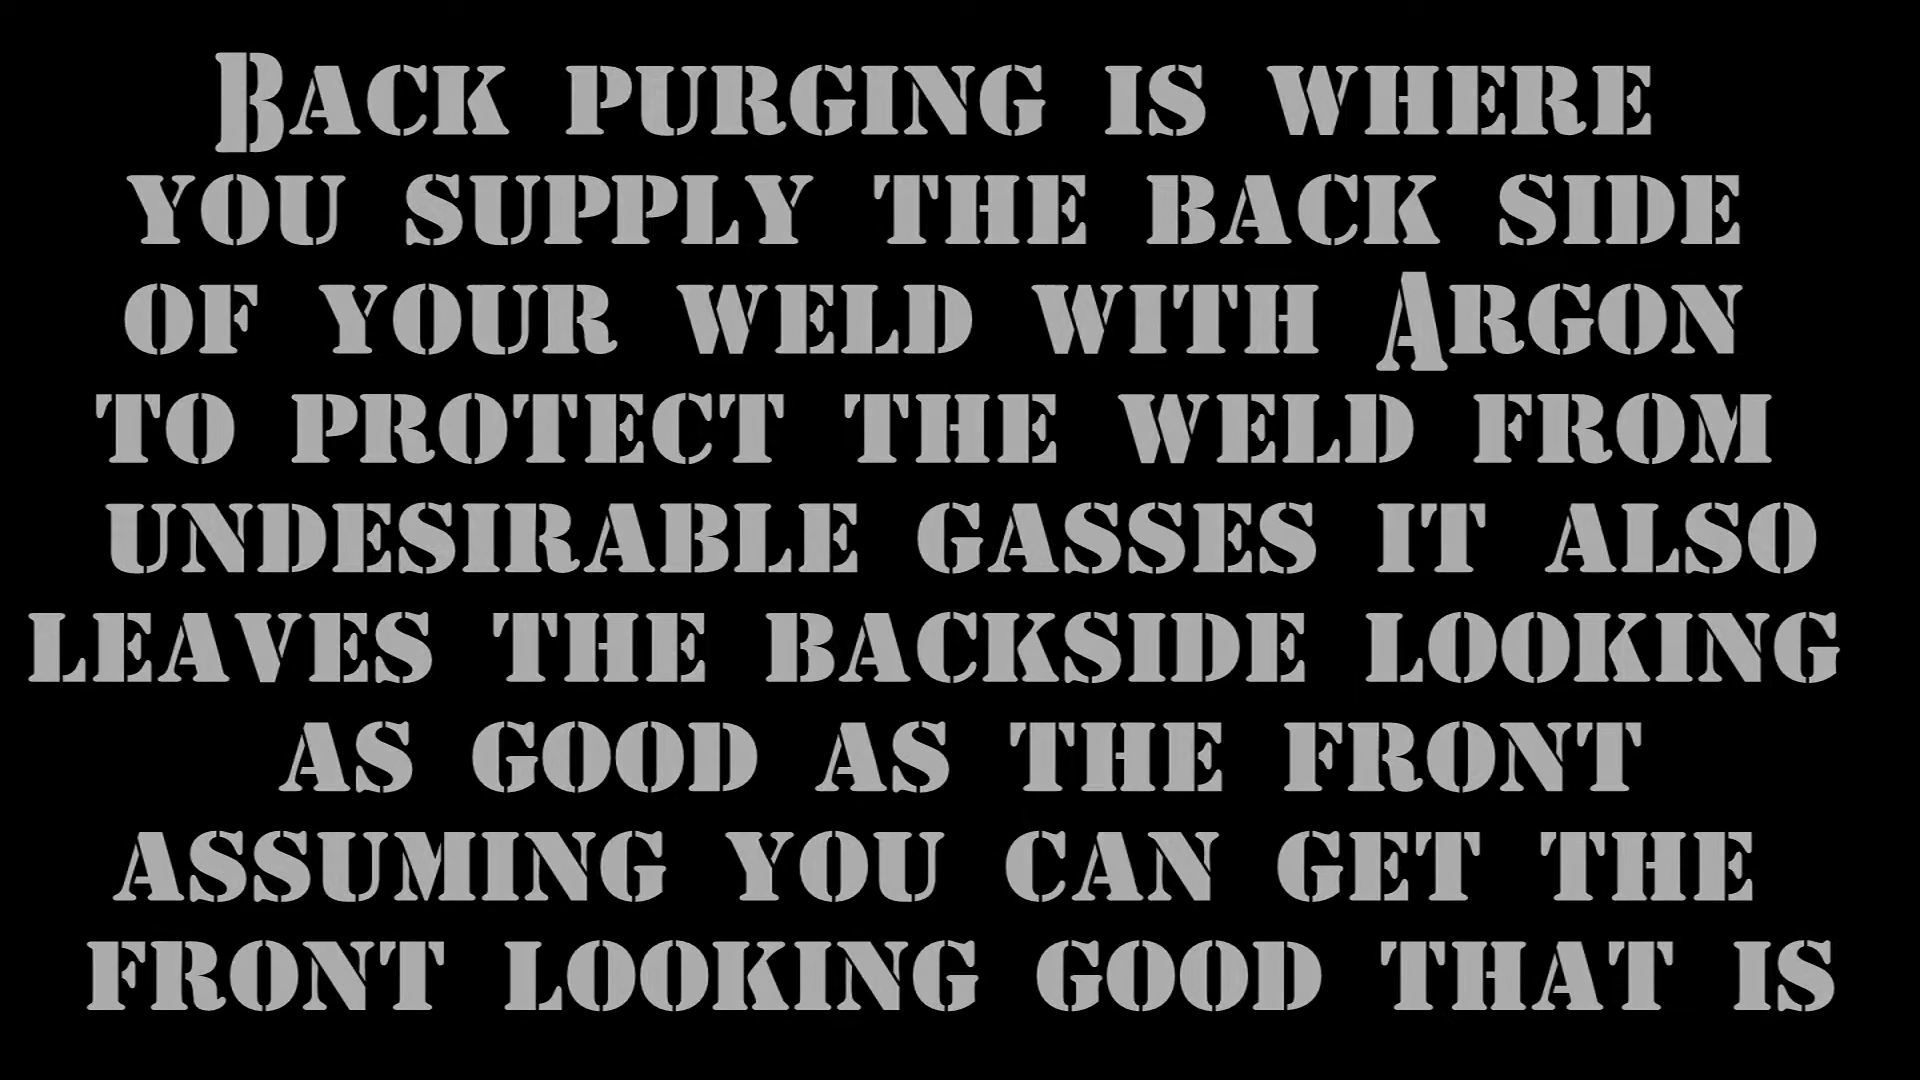 Back purging is where
you supply the back side
of your weld with Argon
to protect the weld from
undesirable gasses it also
leaves the backside looking
as good as the front
assuming you can get the
front looking good that is